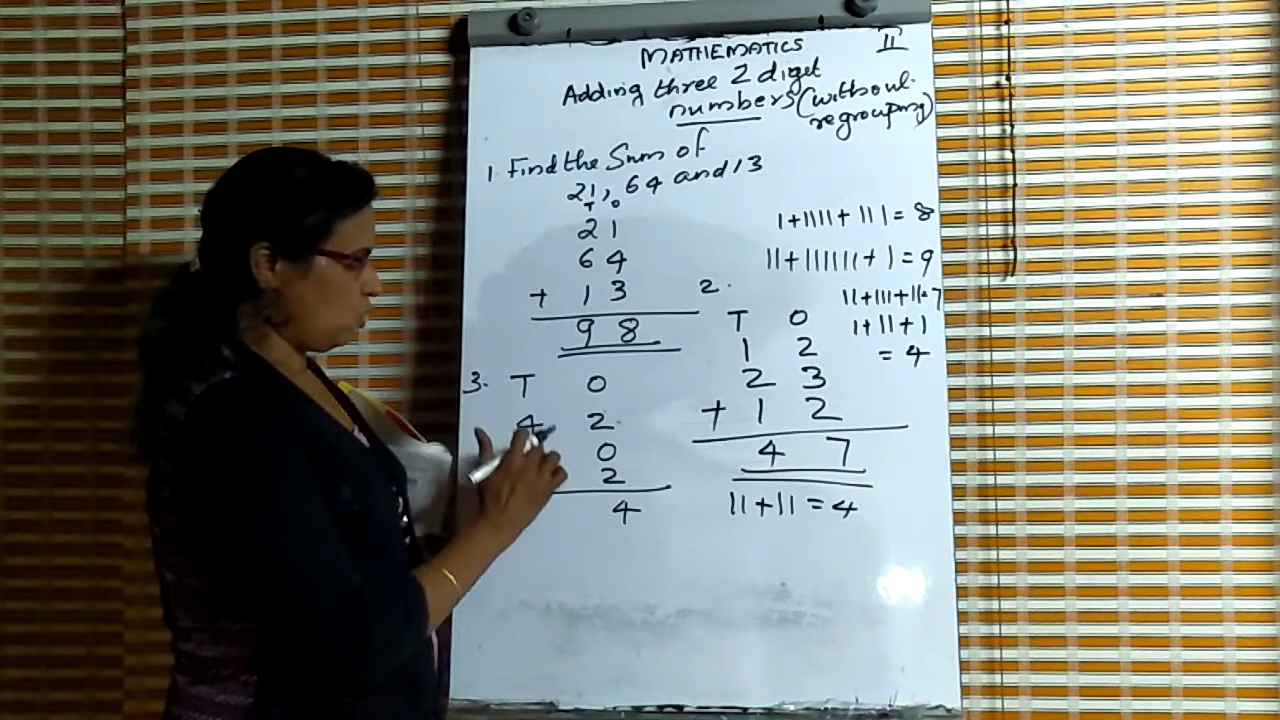 MATHEMATICS II
Adding three 2 digit
numbers (without
regrouping)
1 Find the Sum of
21, 64 and 13
T O
21
64
+ 13
98
1+1111+111=8
11+111111+1=9
2.
T O
1 2
2 3
+ 1 2
4 7
11+111+11=7
1+11+1
= 4
3. T O
4 2
0
2
4
11+11=4